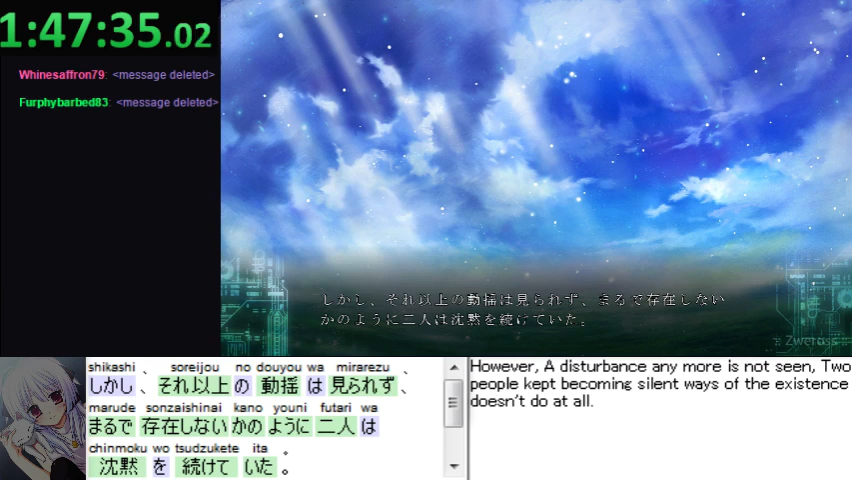 1:47:35.02
Whinesaffron79: <message deleted>
Furphybarbed83: <message deleted>
しかし、それ以上の動揺は見られず、まるで存在しない
かのように二人は沈黙を続けていた。
:: Zwerass ::
shikashi 、 soreijou no douyou wa mirarezu 、
しかし 、 それ以上 の 動揺 は 見られず 、
marude sonzaishinai kano youni futari wa
まるで 存在しない かの ように 二人 は
chinmoku wo tsudzukete ita 。
沈黙 を 続けて いた 。
However, A disturbance any more is not seen, Two
people kept becoming silent ways of the existence
doesn't do at all.